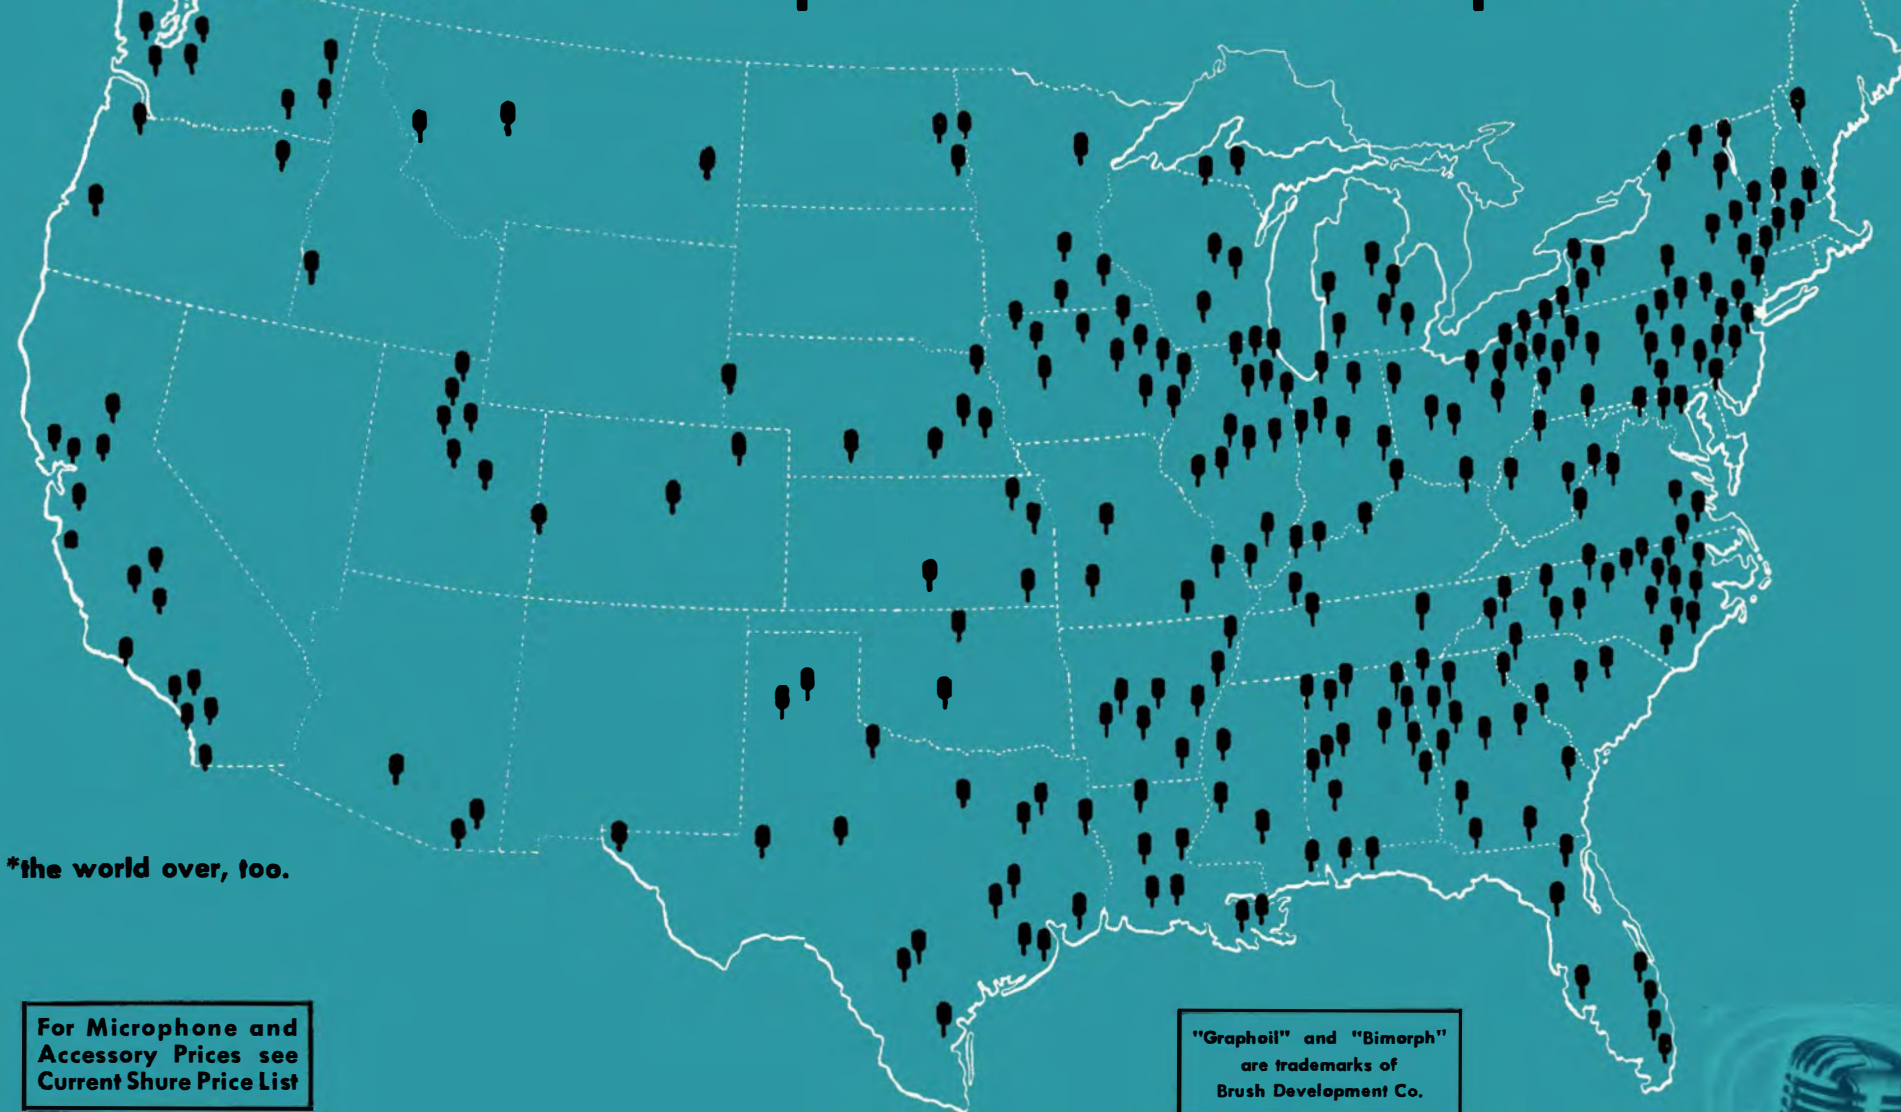 *the world over, too.
For Microphone and
Accessory Prices see
Current Shure Price List
"Graphoil" and "Bimorph"
are trademarks of
Brush Development Co.